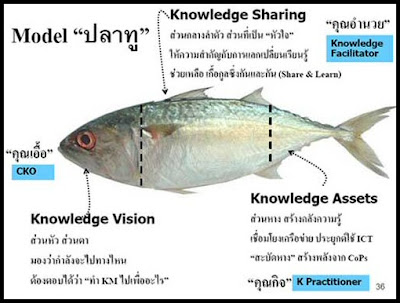 Model “ปลาทู”
Knowledge Sharing
ส่วนกลางลำตัว ส่วนที่เป็น “หัวใจ”
ให้ความสำคัญกับการแลกเปลี่ยนเรียนรู้
ช่วยเหลือ เกื้อกูลซึ่งกันและกัน (Share & Learn)
“คุณอำนวย”
Knowledge
Facilitator
“คุณเอื้อ”
CKO
Knowledge Vision
ส่วนหัว ส่วนตา
มองว่ากำลังจะไปทางไหน
ต้องตอบได้ว่า “ทำ KM ไปเพื่ออะไร”
Knowledge Assets
ส่วนหาง สร้างคลังความรู้
เชื่อมโยงเครือข่าย ประยุกต์ใช้ ICT
“สะบัดหาง” สร้างพลังจาก CoPs
“คุณกิจ”
K Practitioner
36